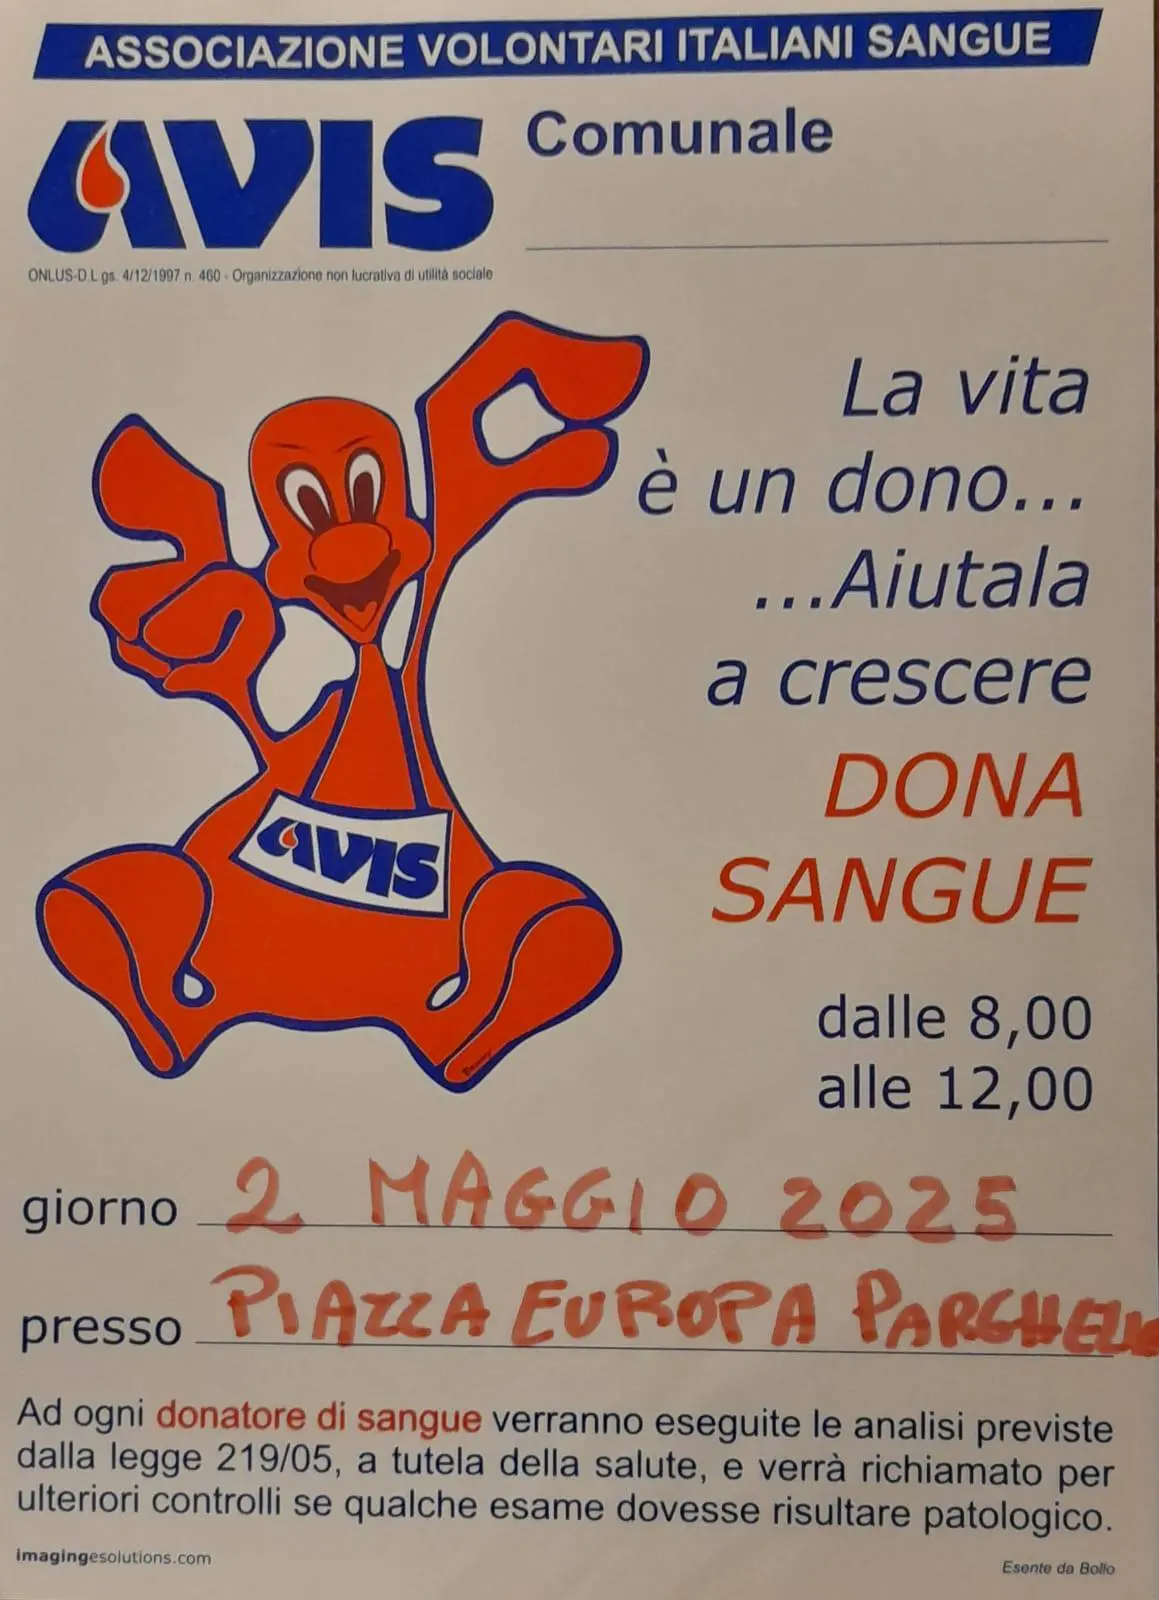 ASSOCIAZIONE VOLONTARI ITALIANI SANGUE
AVIS
Comunale
ONLUS-D.L gs. 4/12/1997 n. 460 - Organizzazione non lucrativa di utilità sociale
La vita
è un dono...
...Aiutala
a crescere
DONA
SANGUE
AVIS
dalle 8,00
alle 12,00
giorno 2 MAGGIO 2025
presso PIAZZA EUROPA
Ad ogni donatore di sangue verranno eseguite le analisi previste
dalla legge 219/05, a tutela della salute, e verrà richiamato per
ulteriori controlli se qualche esame dovesse risultare patologico.
imagingesolutions.com
Esente da Bollo